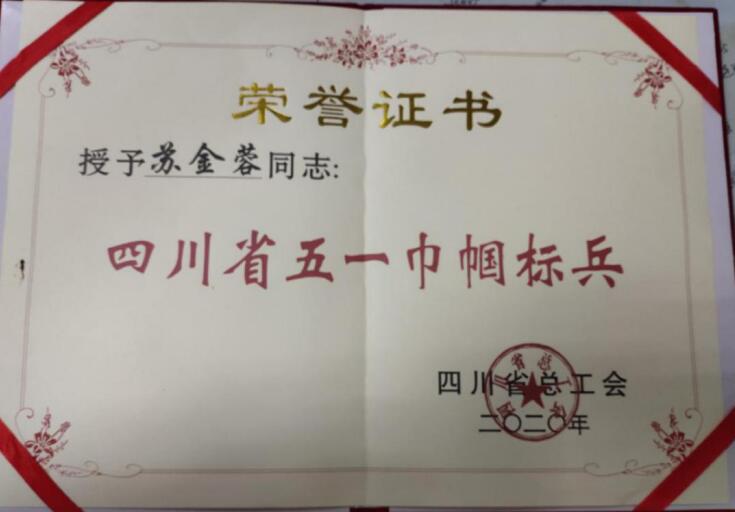 荣誉证书
授予苏金蓉同志:
四川省五一巾帼标兵
四川省总工会
二〇二〇年